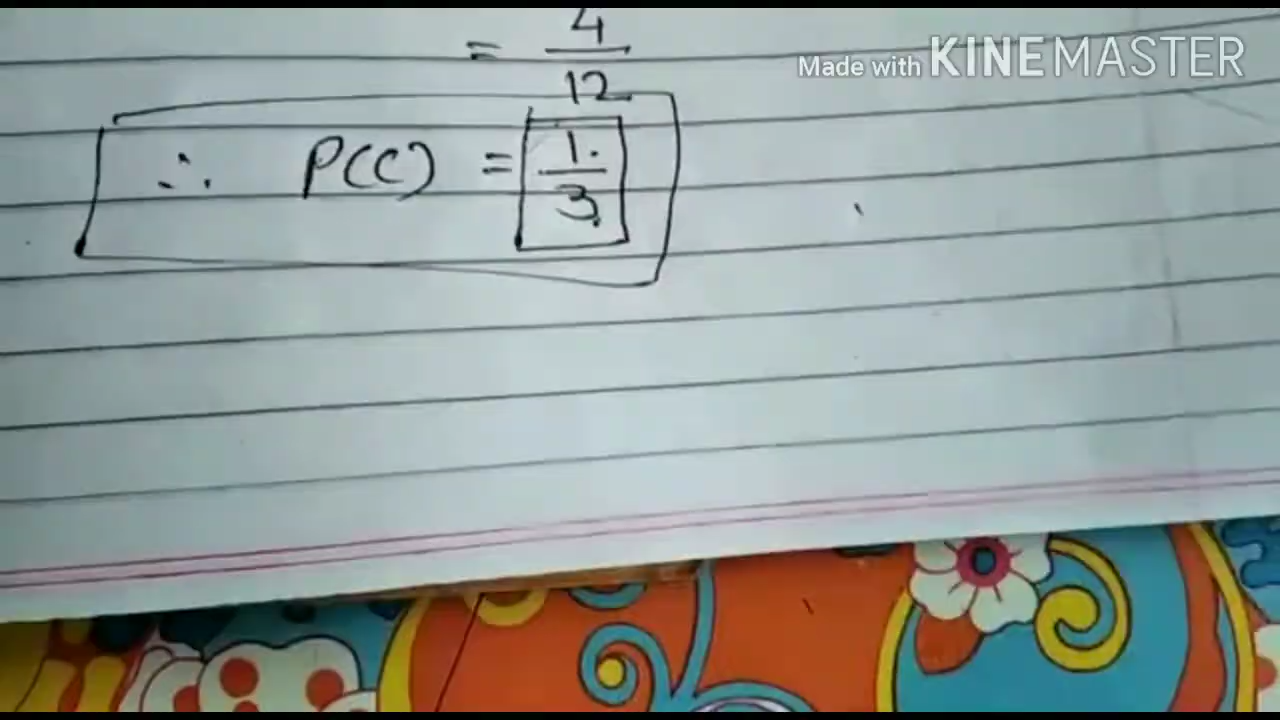 = 4/12
Made with KINEMASTER
∴ P(C) = 1/3